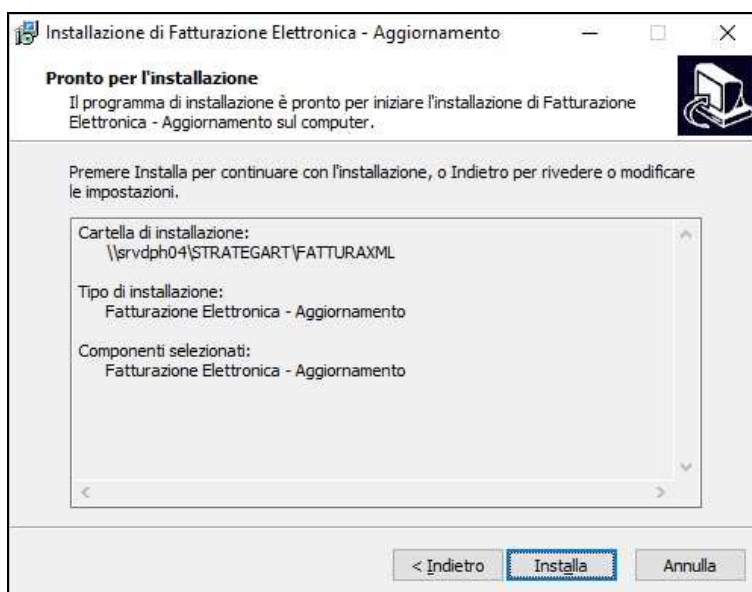 Installazione di Fatturazione Elettronica - Aggiornamento
Pronto per l'installazione
Il programma di installazione è pronto per iniziare l'installazione di Fatturazione
Elettronica - Aggiornamento sul computer.
Premere Installa per continuare con l'installazione, o Indietro per rivedere o modificare
le impostazioni.
Cartella di installazione:
\\srvdph04\STRATEGART\FATTURAXML
Tipo di installazione:
Fatturazione Elettronica - Aggiornamento
Componenti selezionati:
Fatturazione Elettronica - Aggiornamento
< Indietro
Installa
Annulla